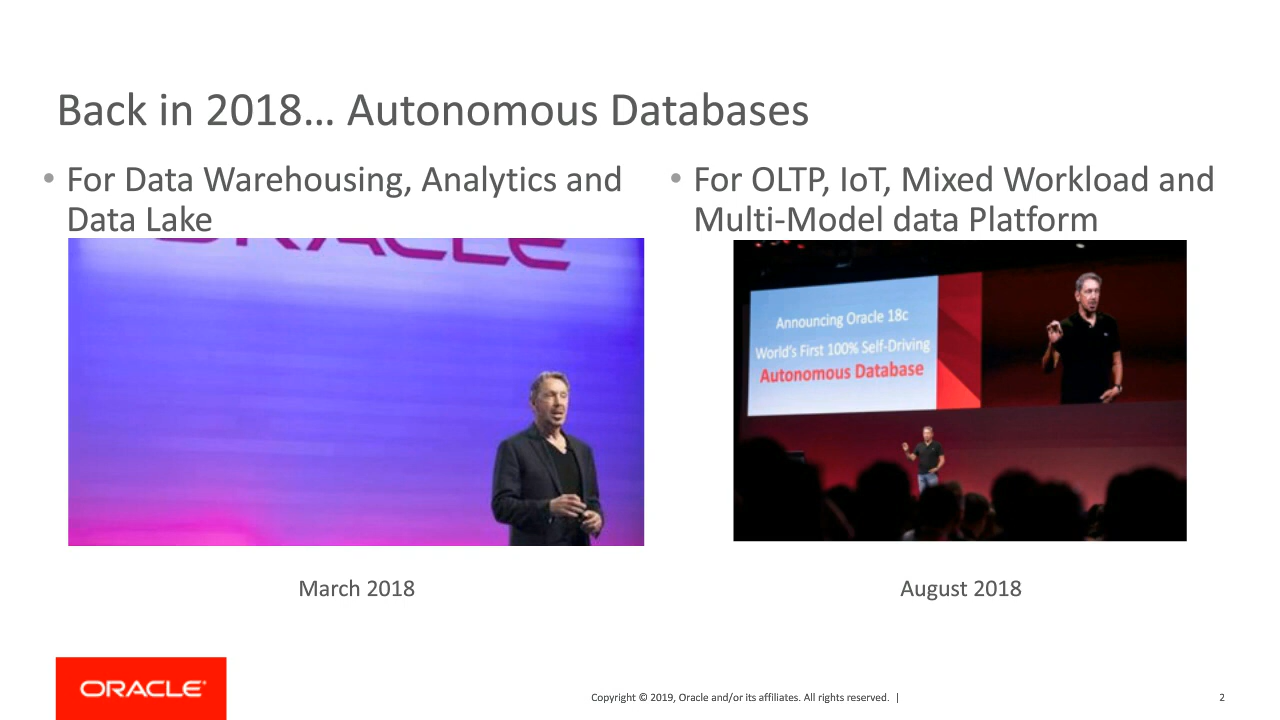 Back in 2018… Autonomous Databases
• For Data Warehousing, Analytics and
Data Lake
• For OLTP, IoT, Mixed Workload and
Multi-Model data Platform
ORACLE
Announcing Oracle 18c
World's First 100% Self-Driving
Autonomous Database
March 2018
August 2018
ORACLE®
Copyright © 2019, Oracle and/or its affiliates. All rights reserved. |
2